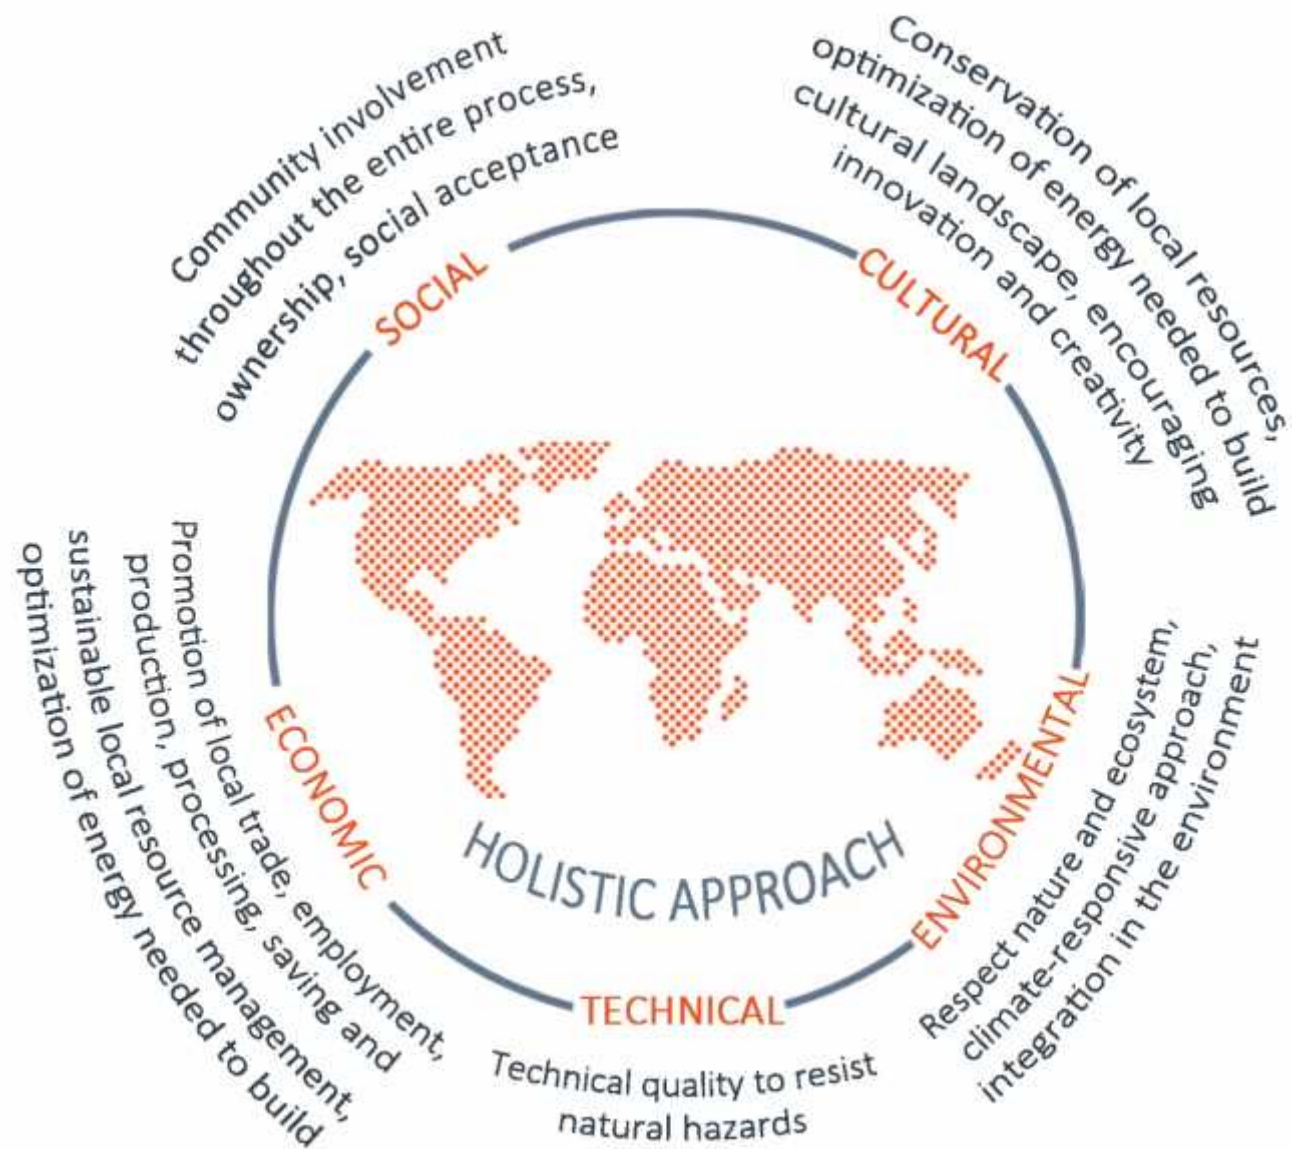 Community involvement
throughout the entire process,
ownership, social acceptance
SOCIAL
Conservation of local resources,
optimization of energy needed to build
cultural landscape, encouraging
innovation and creativity
CULTURAL
Respect nature and ecosystem,
climate-responsive approach,
integration in the environment
ENVIRONMENTAL
TECHNICAL
Technical quality to resist
natural hazards
ECONOMIC
Promotion of local trade, employment,
production, processing, saving and
sustainable local resource management,
optimization of energy needed to build
HOLISTIC APPROACH